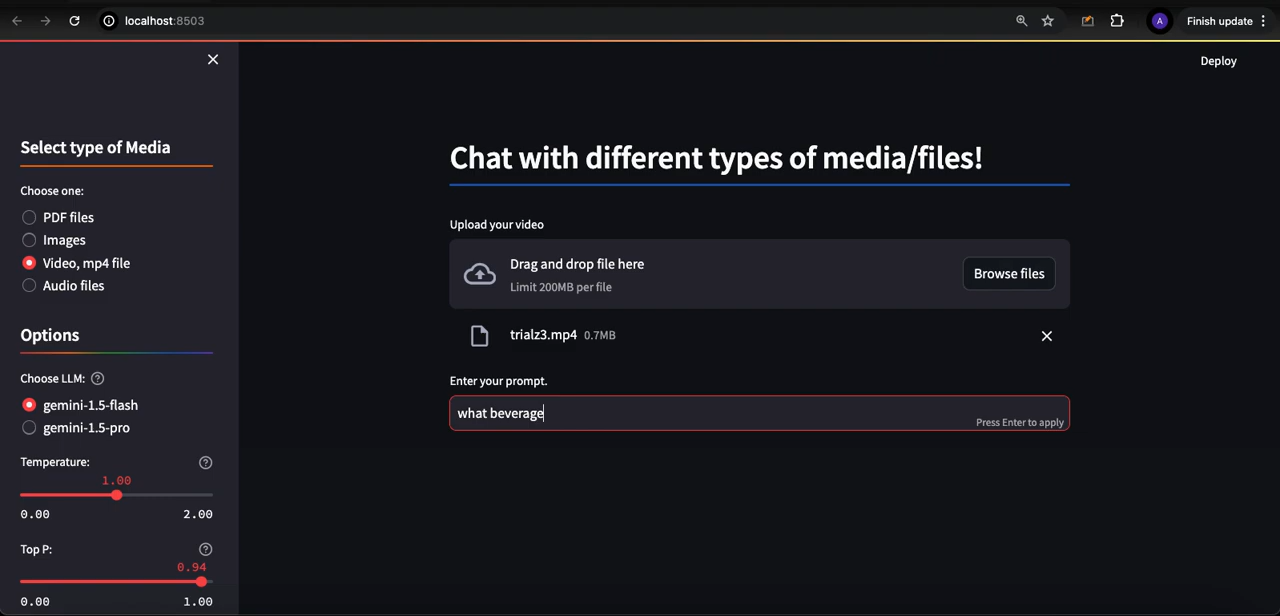 localhost:8503
A
Finish update
Deploy
Select type of Media
Choose one:
PDF files
Images
Video, mp4 file
Audio files
Options
Choose LLM:
gemini-1.5-flash
gemini-1.5-pro
Temperature:
1.00
0.00 2.00
Top P:
0.94
0.00 1.00
Chat with different types of media/files!
Upload your video
Drag and drop file here
Limit 200MB per file
Browse files
trialz3.mp4 0.7MB
Enter your prompt.
what beverage
Press Enter to apply